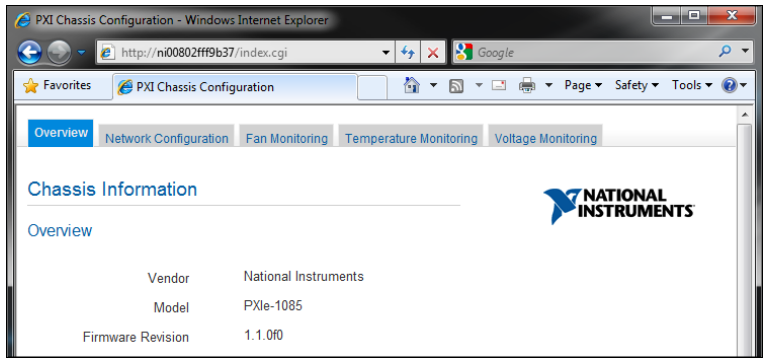 PXI Chassis Configuration - Windows Internet Explorer
http://ni00802fff9b37/index.cgi Google
Favorites PXI Chassis Configuration Page Safety Tools
Overview Network Configuration Fan Monitoring Temperature Monitoring Voltage Monitoring
Chassis Information
NATIONAL
INSTRUMENTS
Overview
Vendor National Instruments
Model PXIe-1085
Firmware Revision 1.1.0f0